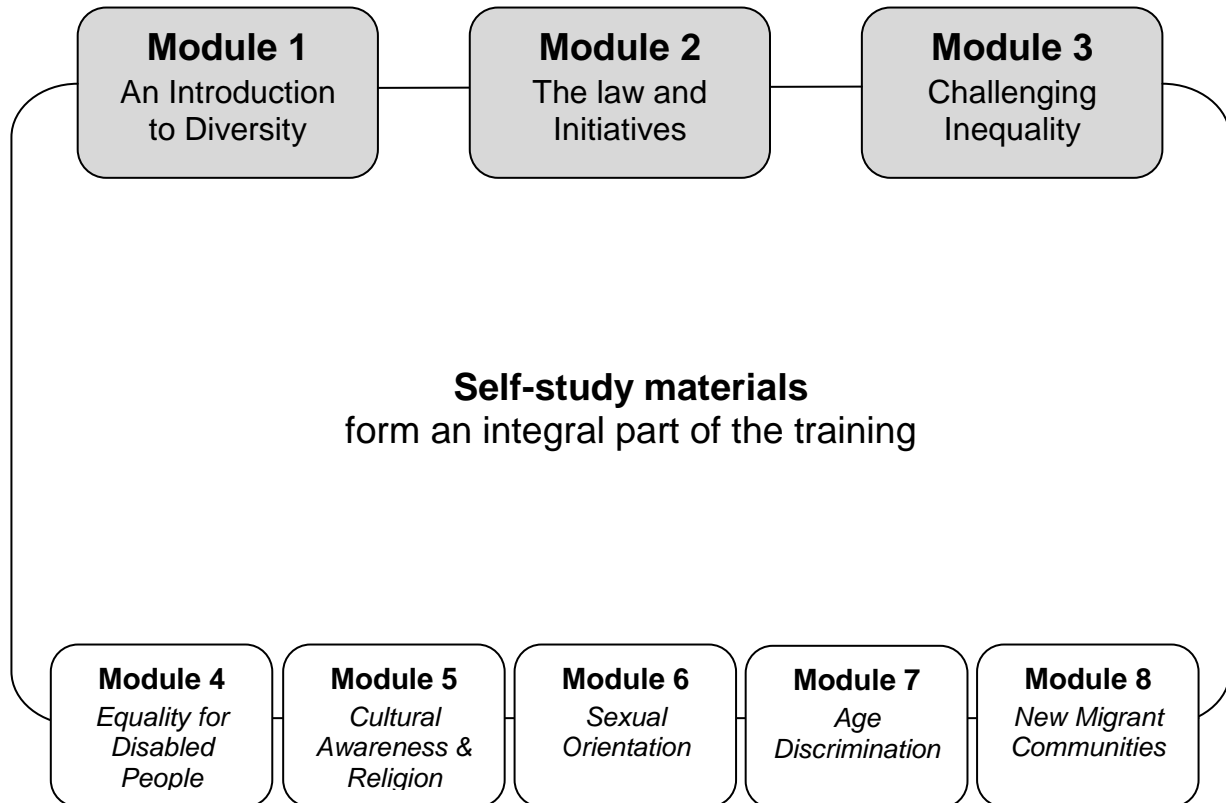 Module 1
An Introduction
to Diversity
Module 2
The law and
Initiatives
Module 3
Challenging
Inequality
Self-study materials
form an integral part of the training
Module 4
Equality for
Disabled
People
Module 5
Cultural
Awareness &
Religion
Module 6
Sexual
Orientation
Module 7
Age
Discrimination
Module 8
New Migrant
Communities